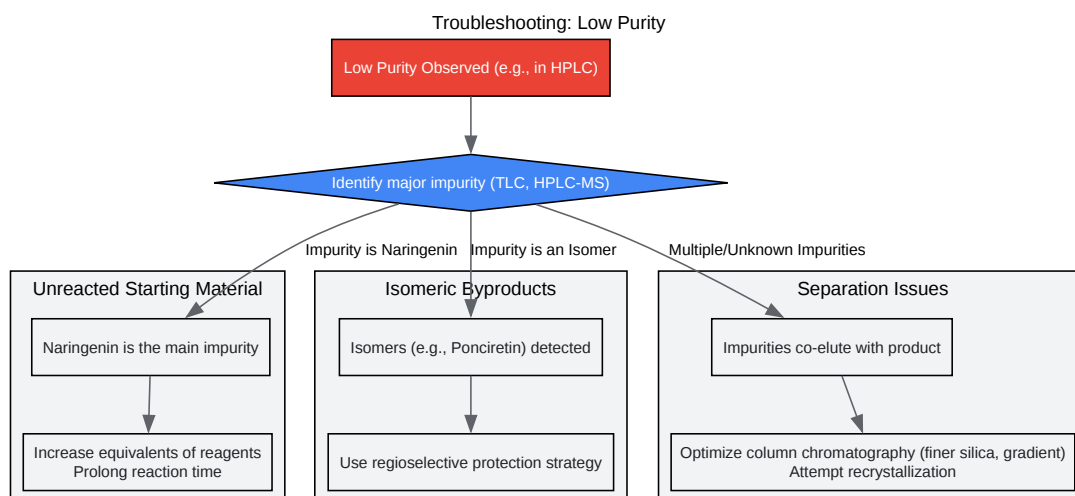 Troubleshooting: Low Purity
Low Purity Observed (e.g., in HPLC)
Identify major impurity (TLC, HPLC-MS)
Impurity is Naringenin
Impurity is an Isomer
Multiple/Unknown Impurities
Unreacted Starting Material
Isomeric Byproducts
Separation Issues
Naringenin is the main impurity
Isomers (e.g., Ponciretin) detected
Impurities co-elute with product
Increase equivalents of reagents
Prolong reaction time
Use regioselective protection strategy
Optimize column chromatography (finer silica, gradient)
Attempt recrystallization